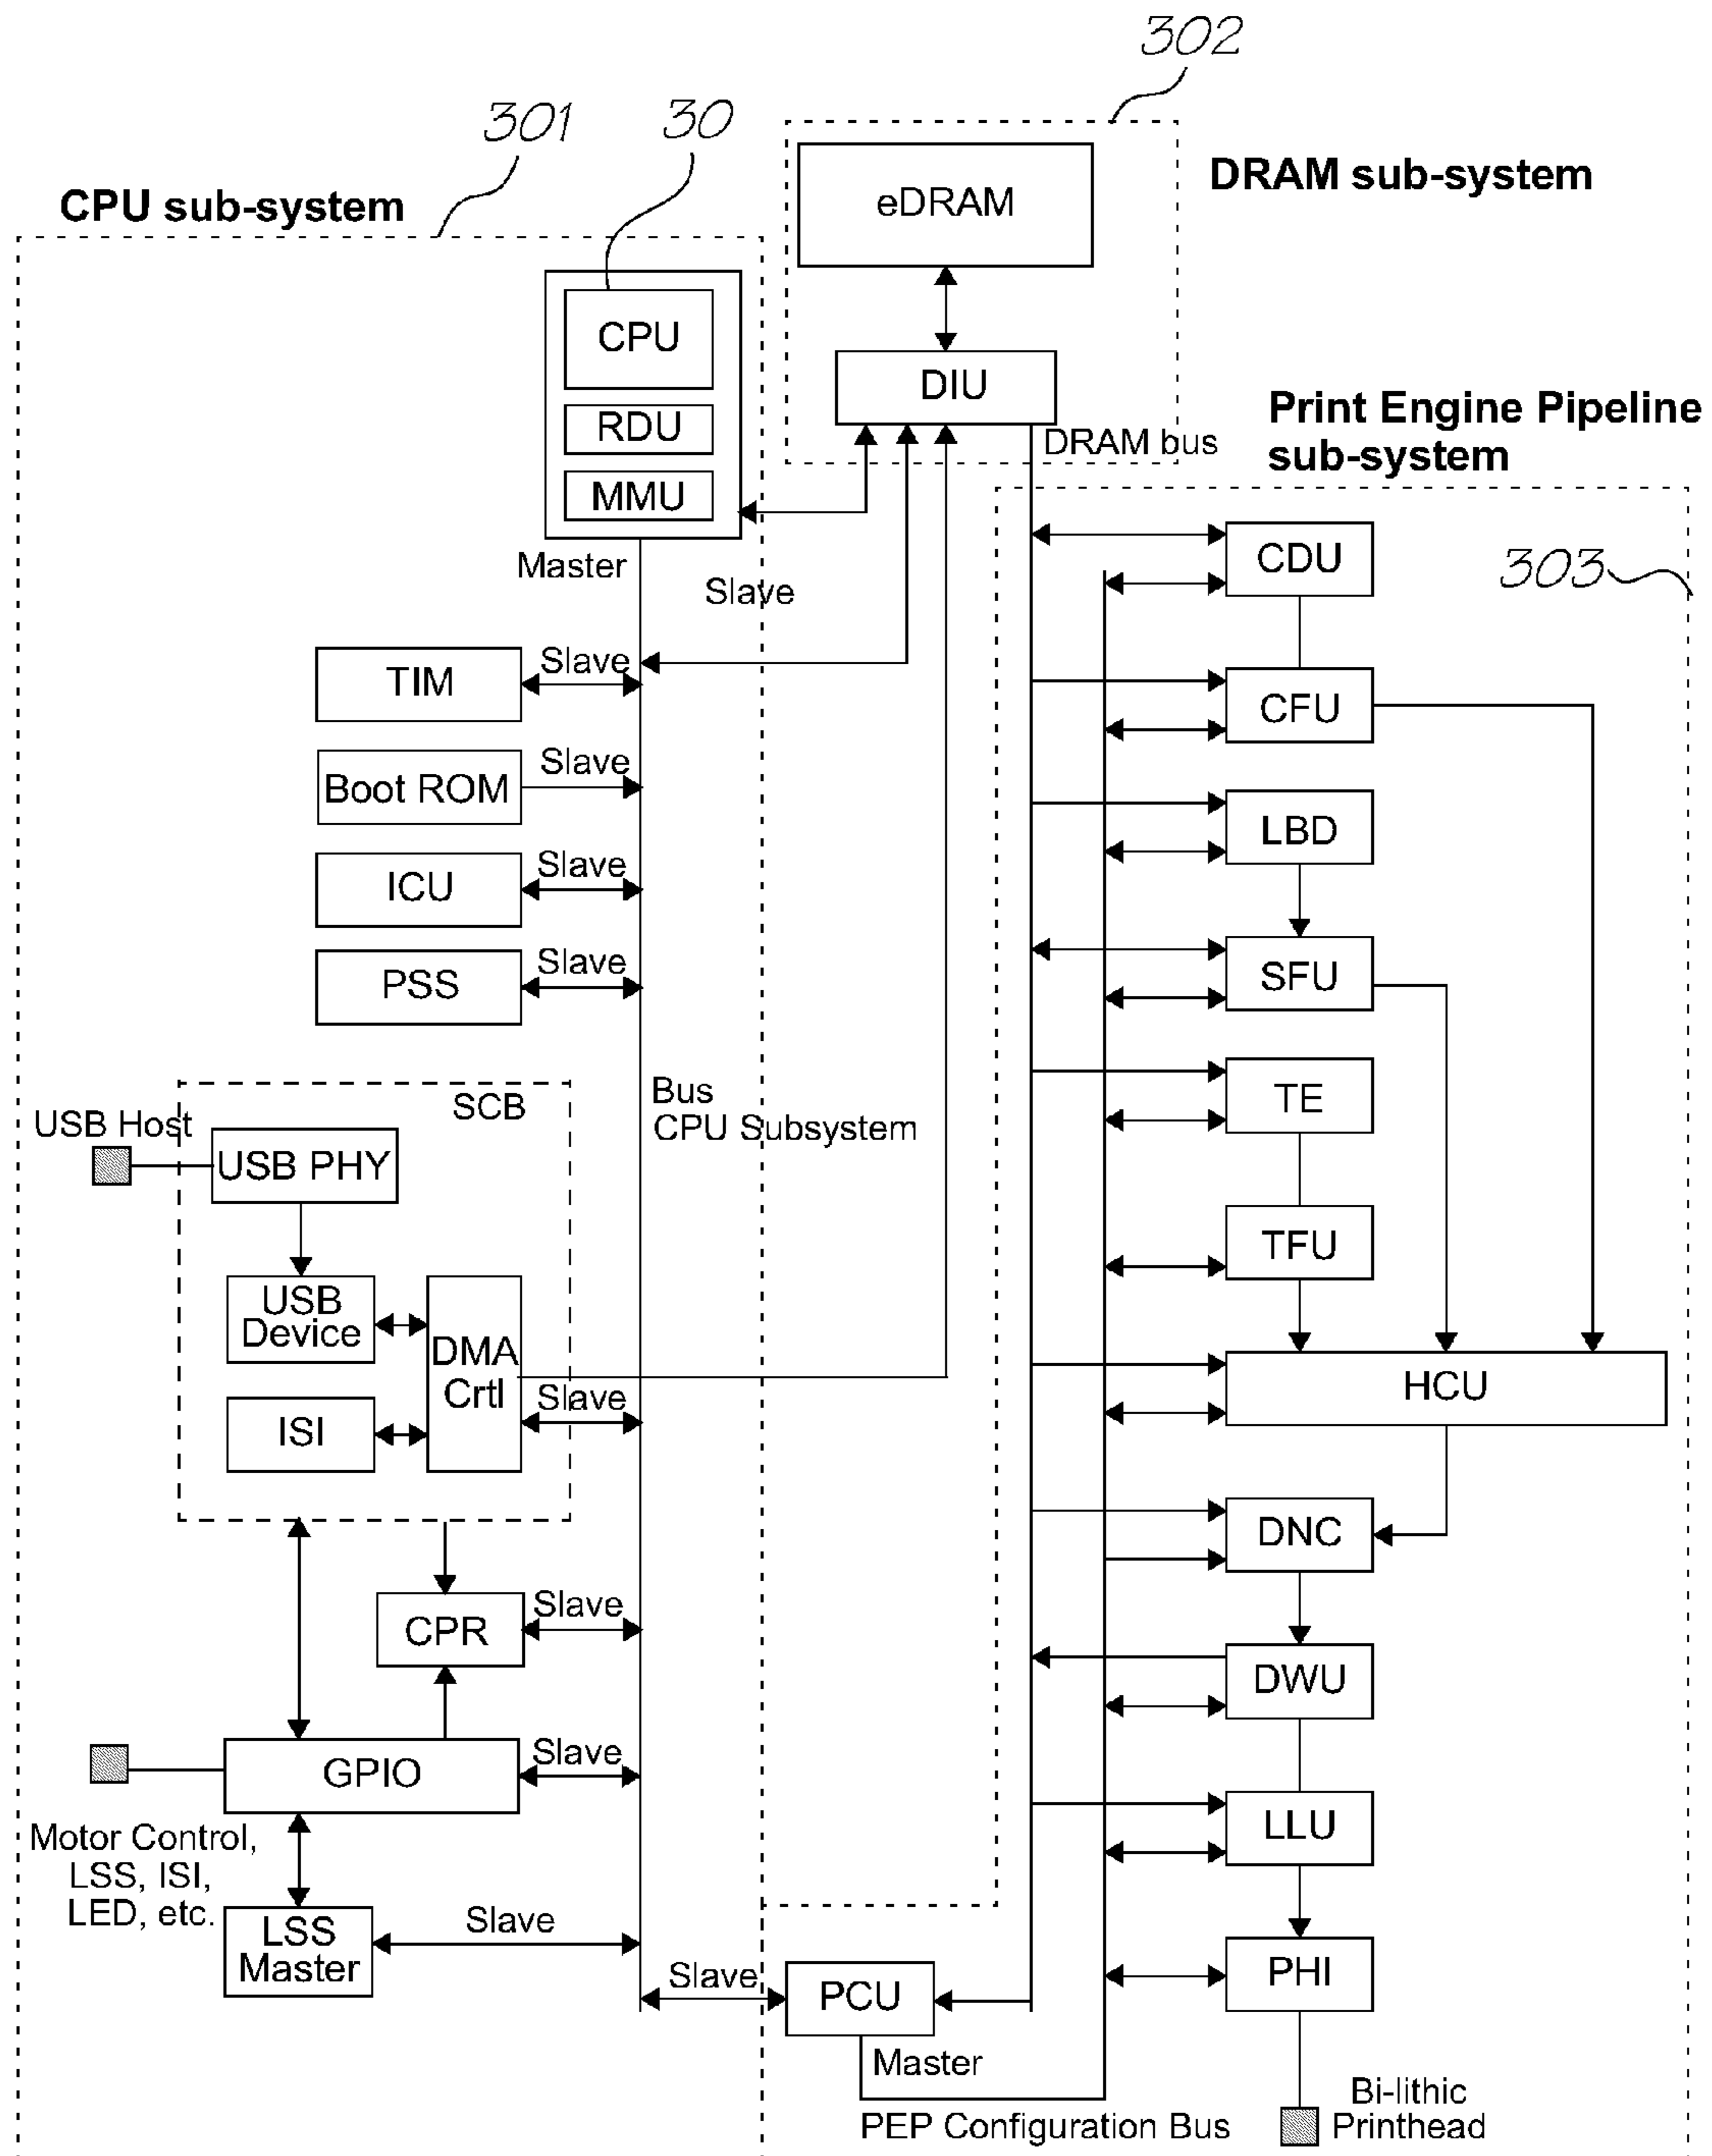 302
301
30
DRAM sub-system
CPU sub-system
eDRAM
CPU
DIU
RDU
Print Engine Pipeline
sub-system
DRAM bus
MMU
Master
Slave
CDU
303
TIM
Slave
CFU
Boot ROM
Slave
LBD
ICU
Slave
PSS
Slave
SFU
Bus
CPU Subsystem
SCB
USB Host
USB PHY
TE
TFU
USB
Device
DMA
Crtl
Slave
HCU
ISI
DNC
CPR
Slave
DWU
GPIO
Slave
Motor Control,
LSS, ISI,
LED, etc.
LLU
LSS
Master
Slave
Slave
PCU
PHI
Master
PEP Configuration Bus
Bi-lithic
Printhead